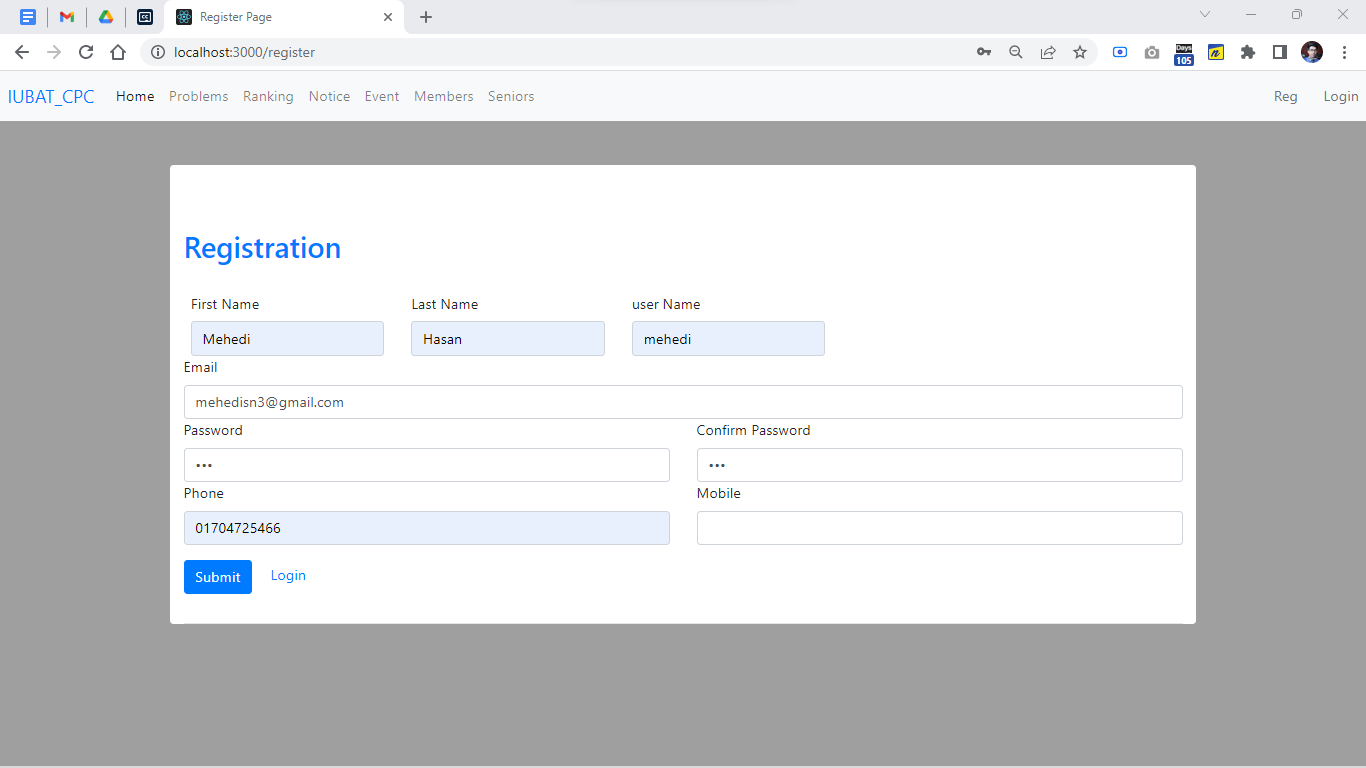 Register Page
localhost:3000/register
Days
105
n
IUBAT_CPC Home Problems Ranking Notice Event Members Seniors Reg Login
Registration
First Name Last Name user Name
Mehedi Hasan mehedi
Email
mehedisn3@gmail.com
Password Confirm Password
••• •••
Phone Mobile
01704725466
Submit Login